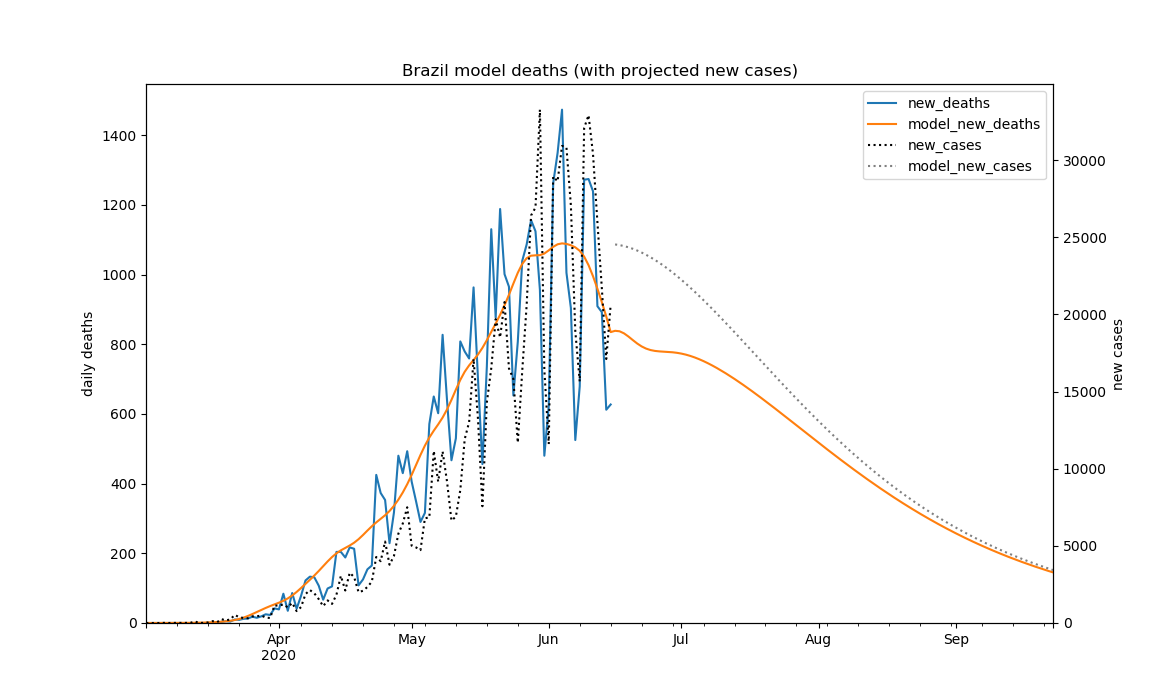 Brazil model deaths (with projected new cases)
new_deaths
model_new_deaths
new_cases
model_new_cases
daily deaths
1400
1200
1000
800
600
400
200
0
30000
25000
20000
15000
10000
5000
0
new cases
Apr
2020
May
Jun
Jul
Aug
Sep